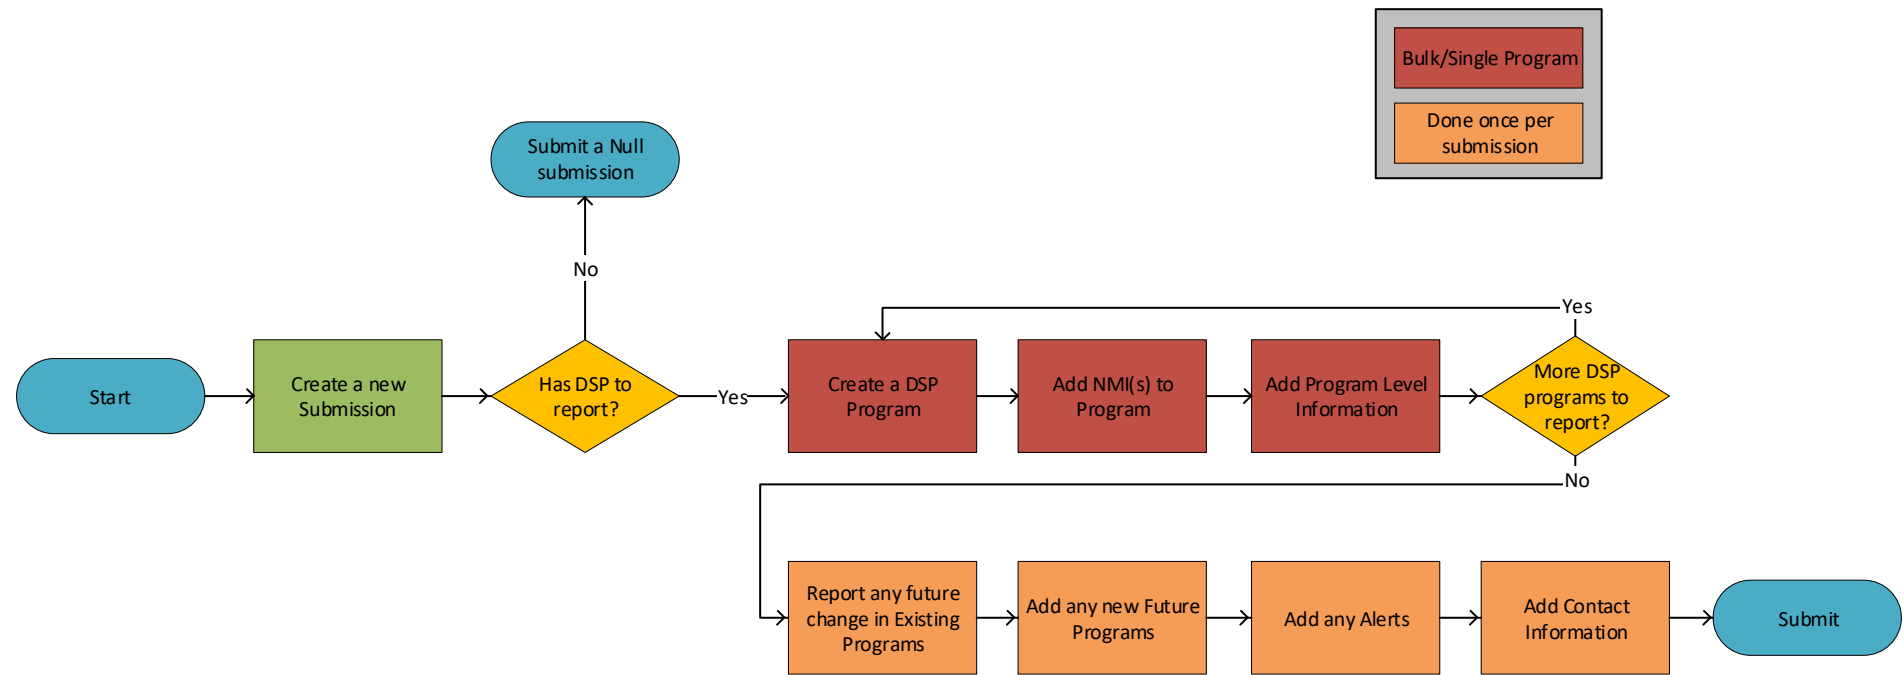 Bulk/Single Program
Done once per
submission
Submit a Null
submission
No
Yes
Start
Create a new
Submission
Has DSP to
report?
Yes
Create a DSP
Program
Add NMI(s) to
Program
Add Program Level
Information
More DSP
programs to
report?
No
Report any future
change in Existing
Programs
Add any new Future
Programs
Add any Alerts
Add Contact
Information
Submit